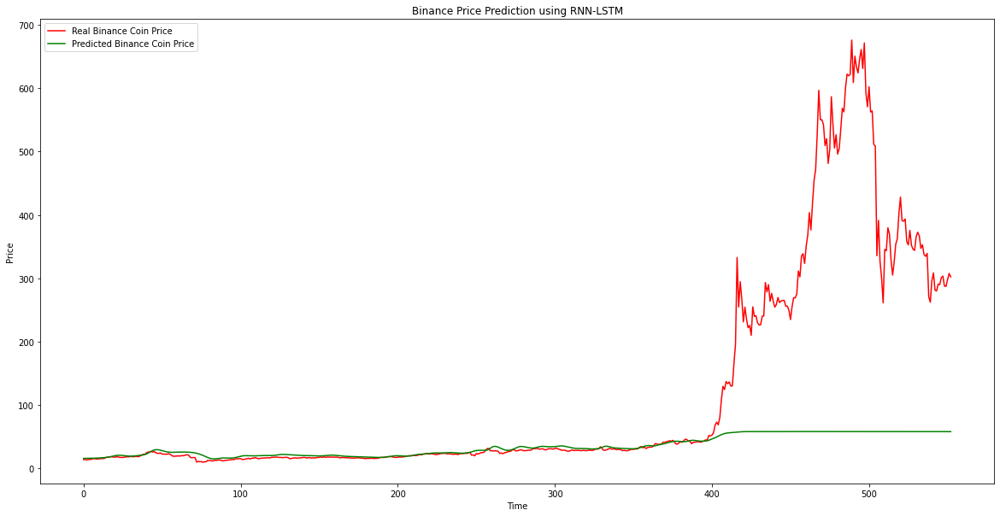 Binance Price Prediction using RNN-LSTM
Real Binance Coin Price
Predicted Binance Coin Price
700
600
500
400
300
200
100
0
Price
0 100 200 300 400 500
Time